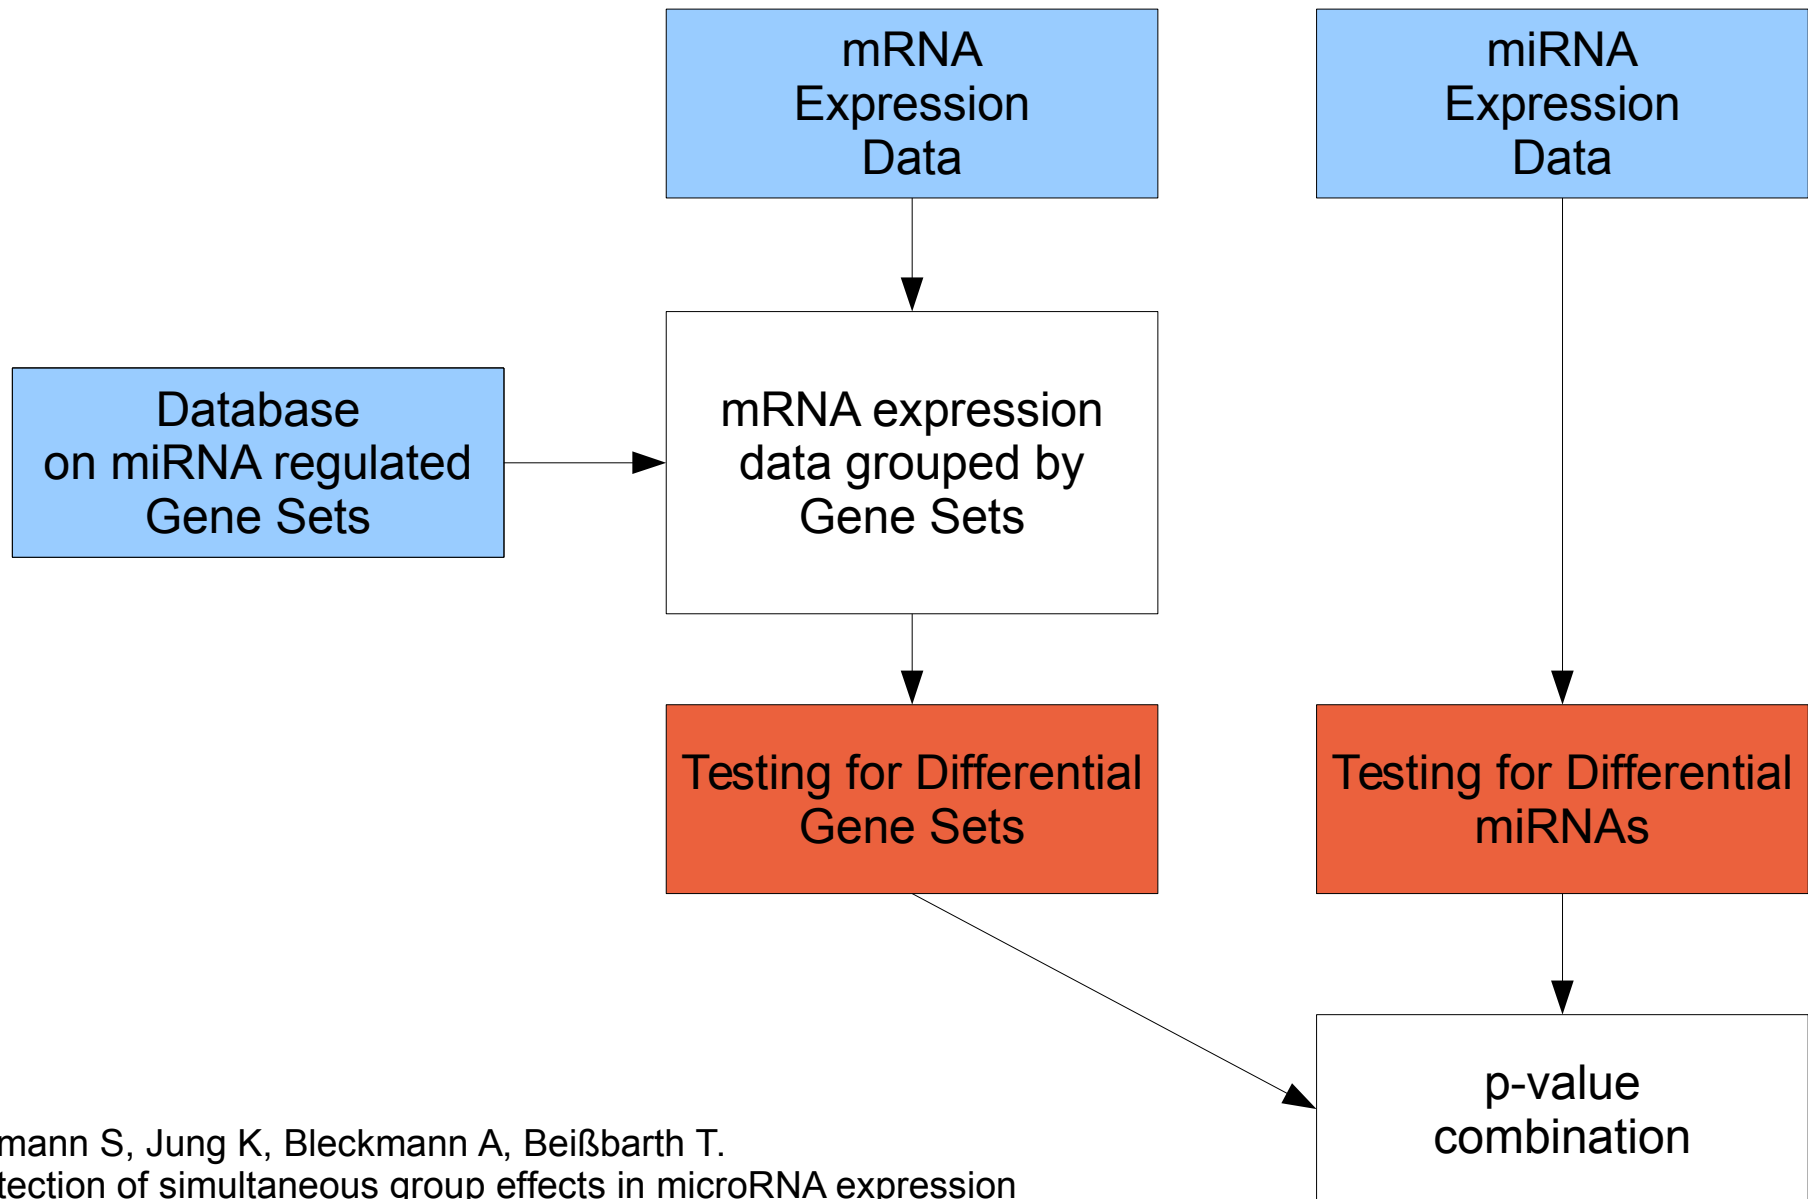 mRNA
Expression
Data
miRNA
Expression
Data
Database
on miRNA regulated
Gene Sets
mRNA expression
data grouped by
Gene Sets
Testing for Differential
Gene Sets
Testing for Differential
miRNAs
p-value
combination
mann S, Jung K, Bleckmann A, Beißbarth T.
tection of simultaneous group effects in microRNA expression